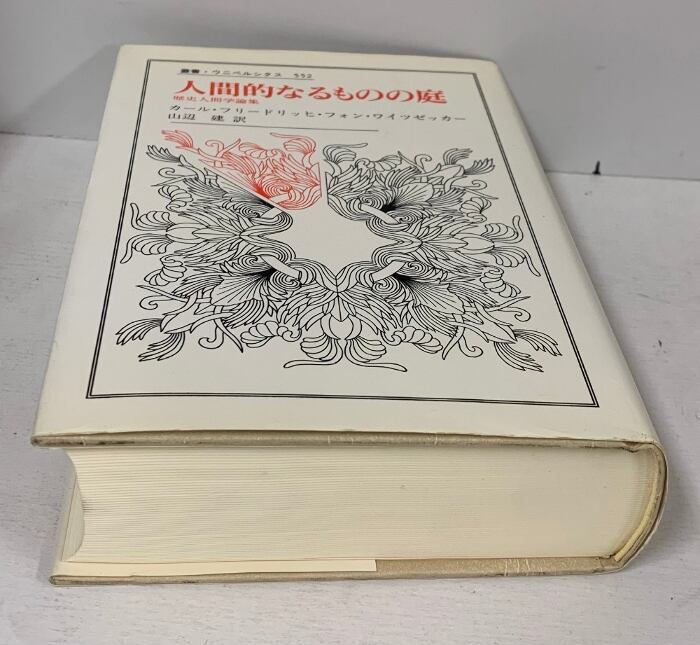 叢書・ウニベルシタス 552
人間的なるものの庭
歴史人間学論集
カール・フリードリッヒ・フォン・ワイツゼッカー
山辺 建 訳